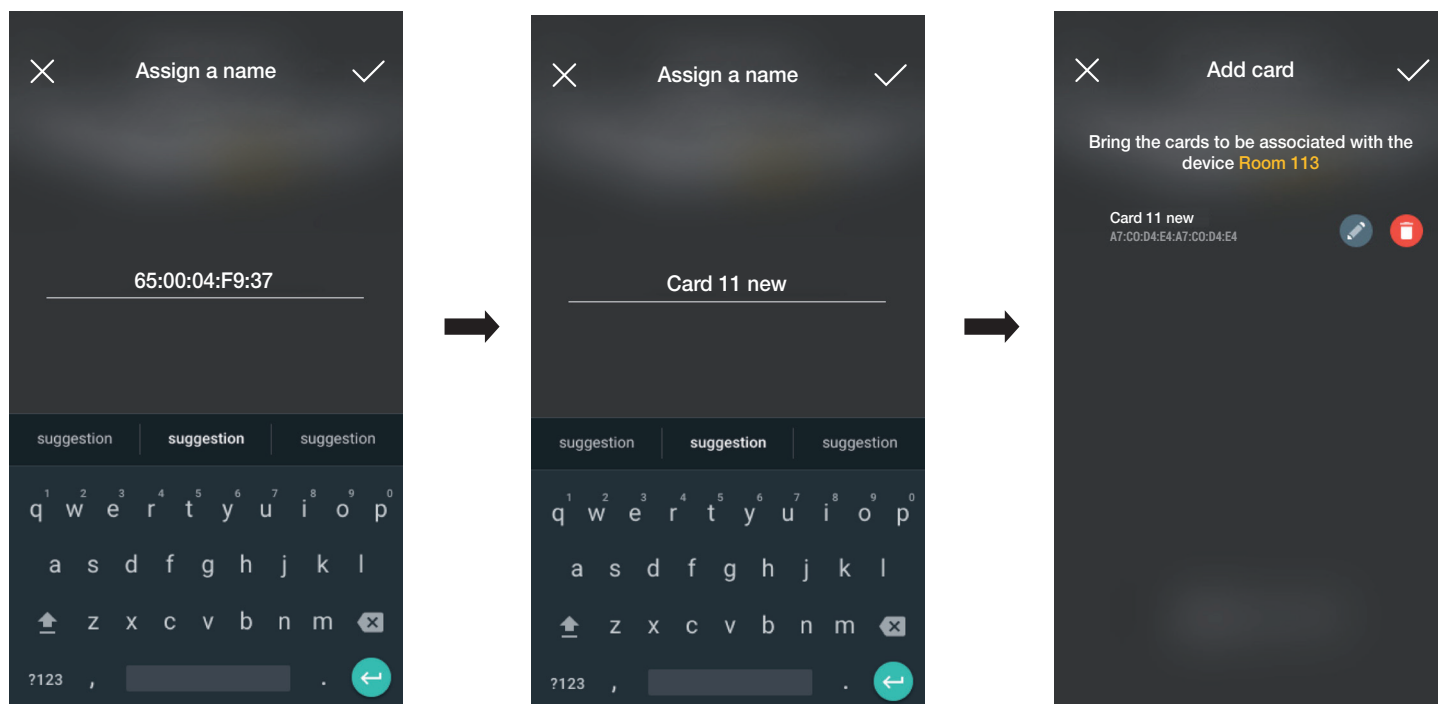 Assign a name
65:00:04:F9:37
suggestion suggestion suggestion
1 2 3 4 5 6 7 8 9 0
q w e r t y u i o p
a s d f g h j k l
z x c v b n m
?123 , .
Assign a name
Card 11 new
suggestion suggestion suggestion
1 2 3 4 5 6 7 8 9 0
q w e r t y u i o p
a s d f g h j k l
z x c v b n m
?123 , .
Add card
Bring the cards to be associated with the
device Room 113
Card 11 new
A7:C0:D4:E4:A7:C0:D4:E4